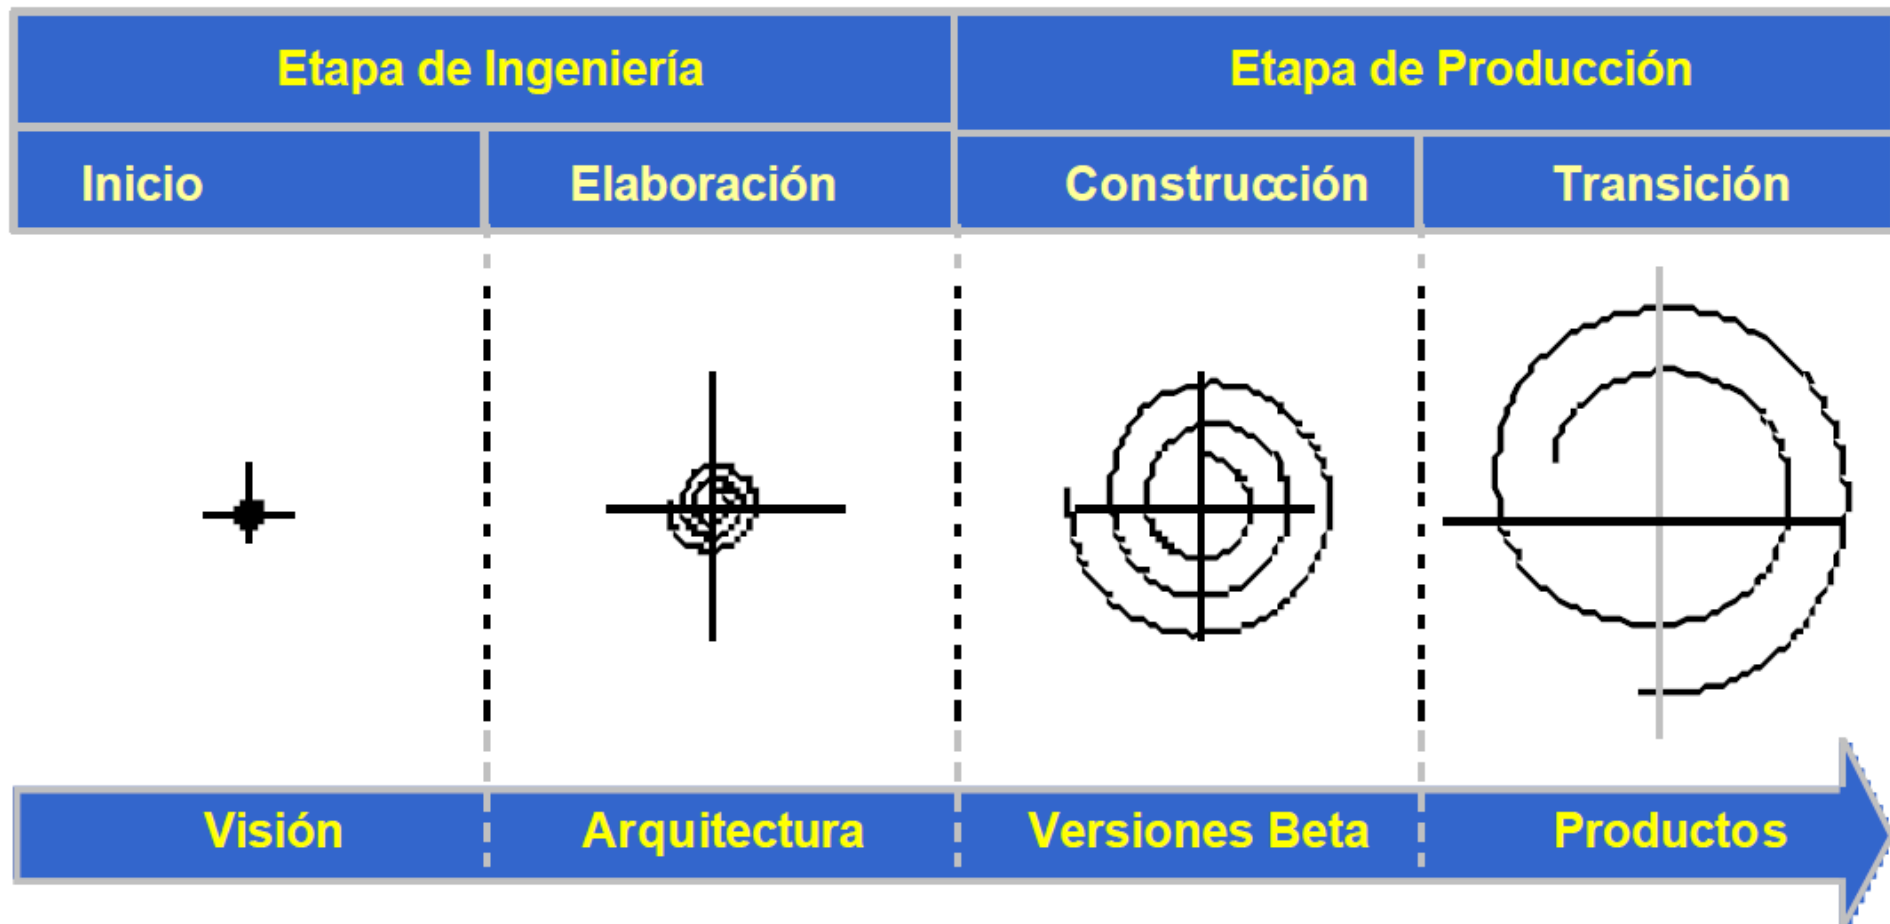 Etapa de Ingeniería
Etapa de Producción
Inicio
Elaboración
Construcción
Transición
Visión
Arquitectura
Versiones Beta
Productos